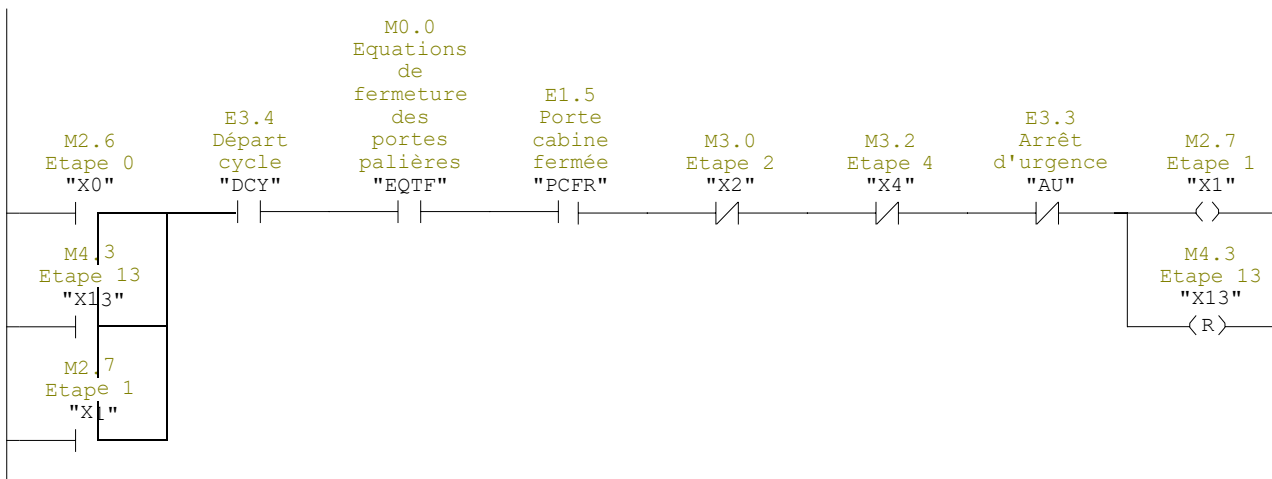 M2.6
Etape 0
"X0"
E3.4
Départ
cycle
"DCY"
M0.0
Equations
de
fermeture
des
portes
palières
"EQTF"
E1.5
Porte
cabine
fermée
"PCFR"
M3.0
Etape 2
"X2"
M3.2
Etape 4
"X4"
E3.3
Arrêt
d'urgence
"AU"
M2.7
Etape 1
"X1"
M4.3
Etape 13
"X13"
M4.3
Etape 13
"X13"
R
M2.7
Etape 1
"X1"